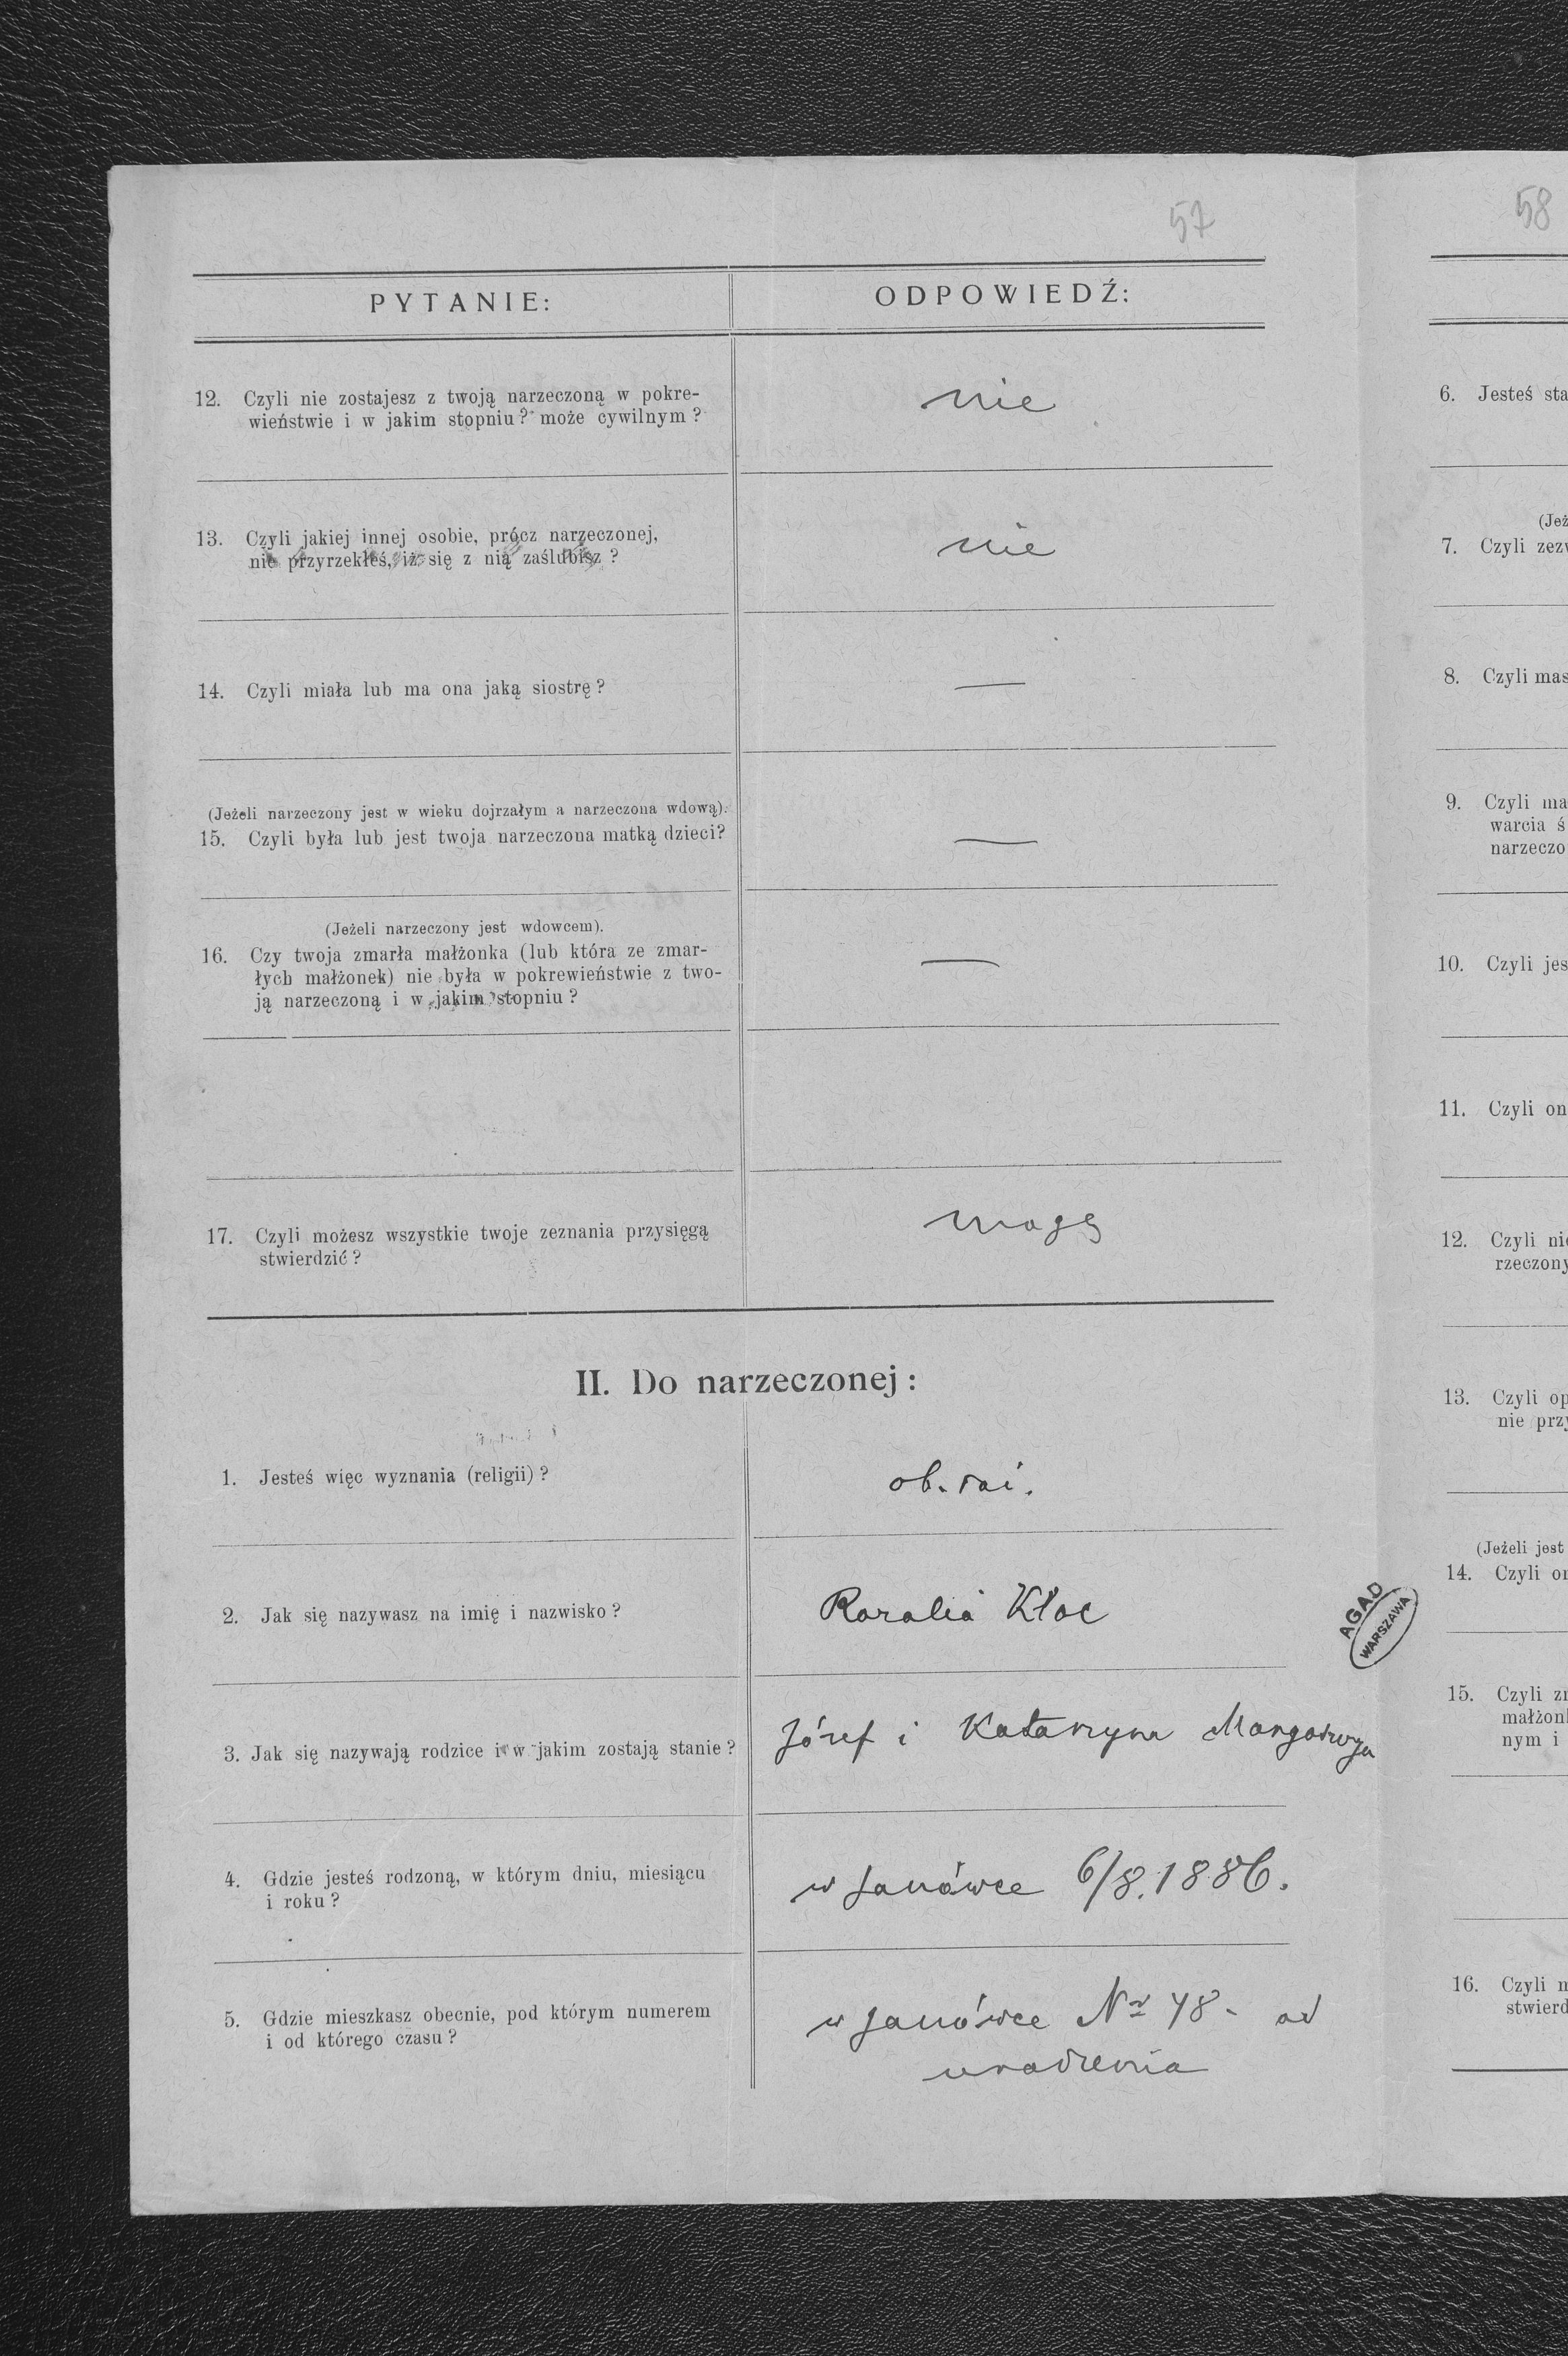 57
PYTANIE:
ODPOWIEDŹ:
12. Czyli nie zostajesz z twoją narzeczoną w pokre-
wieństwie i w jakim stopniu? może cywilnym?
nie
13. Czyli jakiej innej osobie, prócz narzeczonej,
nie przyrzekłeś, iż się z nią zaślubisz?
nie
14. Czyli miała lub ma ona jaką siostrę?
—
(Jeżeli narzeczony jest w wieku dojrzałym a narzeczona wdową).
15. Czyli była lub jest twoja narzeczona matką dzieci?
—
(Jeżeli narzeczony jest wdowcem).
16. Czy twoja zmarła małżonka (lub która ze zmar-
łych małżonek) nie była w pokrewieństwie z two-
ją narzeczoną i w jakim stopniu?
—
17. Czyli możesz wszystkie twoje zeznania przysięgą
stwierdzić?
mogę
II. Do narzeczonej:
1. Jesteś więc wyznania (religii)?
ob. łać.
2. Jak się nazywasz na imię i nazwisko?
Rozalia Kłoc
3. Jak się nazywają rodzice i w jakim zostają stanie?
Józef i Katarzyna
4. Gdzie jesteś rodzoną, w którym dniu, miesiącu
i roku?
w Janówce 6/8. 1886.
5. Gdzie mieszkasz obecnie, pod którym numerem
i od którego czasu?
w Janówce Nr 48 - od
urodzenia
AGAD
WARSZAWA
58
6. Jesteś sta
(Jeż
7. Czyli zezw
8. Czyli mas
9. Czyli ma
warcia ś
narzeczo
10. Czyli jes
11. Czyli on
12. Czyli nie
rzeczony
13. Czyli op
nie przy
(Jeżeli jest
14. Czyli on
15. Czyli zm
małżonk
nym i
16. Czyli m
stwierd